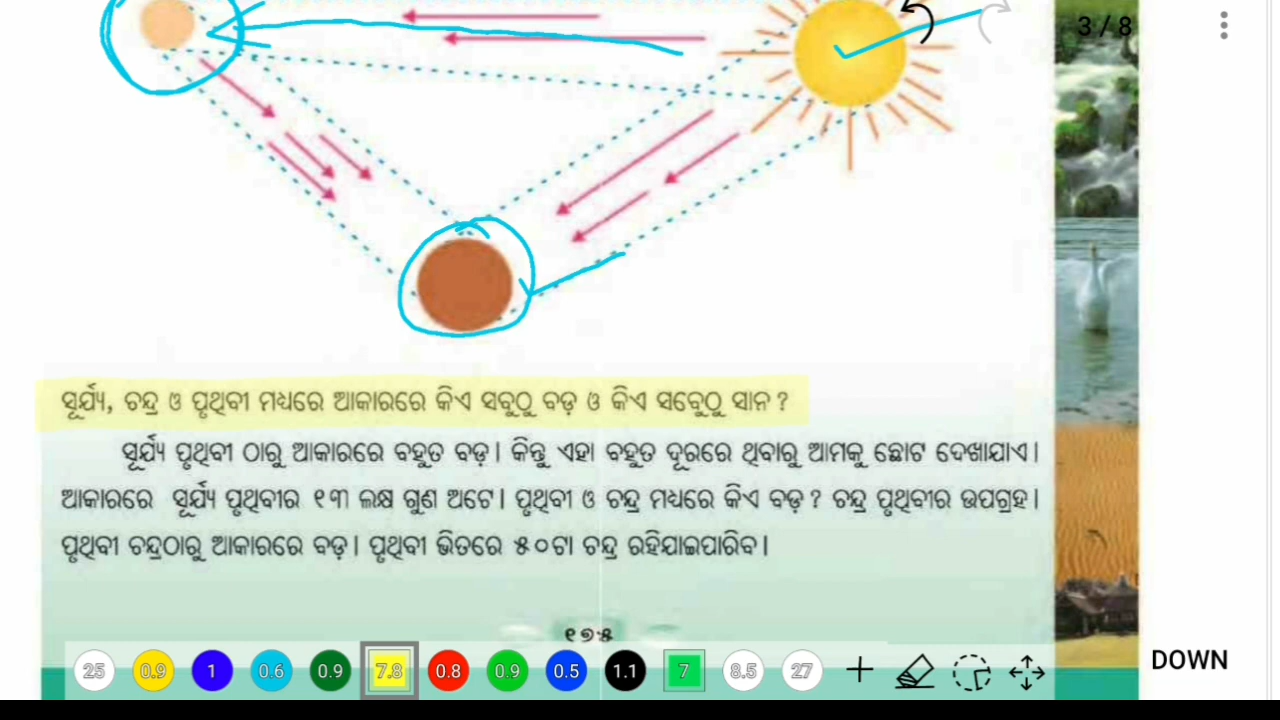 3 / 8
ସୂର୍ଯ୍ୟ, ଚନ୍ଦ୍ର ଓ ପୃଥିବୀ ମଧ୍ୟରେ ଆକାରରେ କିଏ ସବୁଠୁ ବଡ଼ ଓ କିଏ ସବେୁଠୁ ସାନ ?
ସୂର୍ଯ୍ୟ ପୃଥିବୀ ଠାରୁ ଆକାରରେ ବହୁତ ବଡ଼। କିନ୍ତୁ ଏହା ବହୁତ ଦୂରରେ ଥିବାରୁ ଆମକୁ ଛୋଟ ଦେଖାଯାଏ।
ଆକାରରେ ସୂର୍ଯ୍ୟ ପୃଥିବୀର ୧୩ ଲକ୍ଷ ଗୁଣ ଅଟେ। ପୃଥିବୀ ଓ ଚନ୍ଦ୍ର ମଧ୍ୟରେ କିଏ ବଡ଼ ? ଚନ୍ଦ୍ର ପୃଥିବୀର ଉପଗ୍ରହ।
ପୃଥିବୀ ଚନ୍ଦ୍ରଠାରୁ ଆକାରରେ ବଡ଼। ପୃଥିବୀ ଭିତରେ ୫୦ଟା ଚନ୍ଦ୍ର ରହିଯାଇପାରିବ।
୧୭୫
25 0.9 1 0.6 0.9 7.8 0.8 0.9 0.5 1.1 7 8.5 27
DOWN